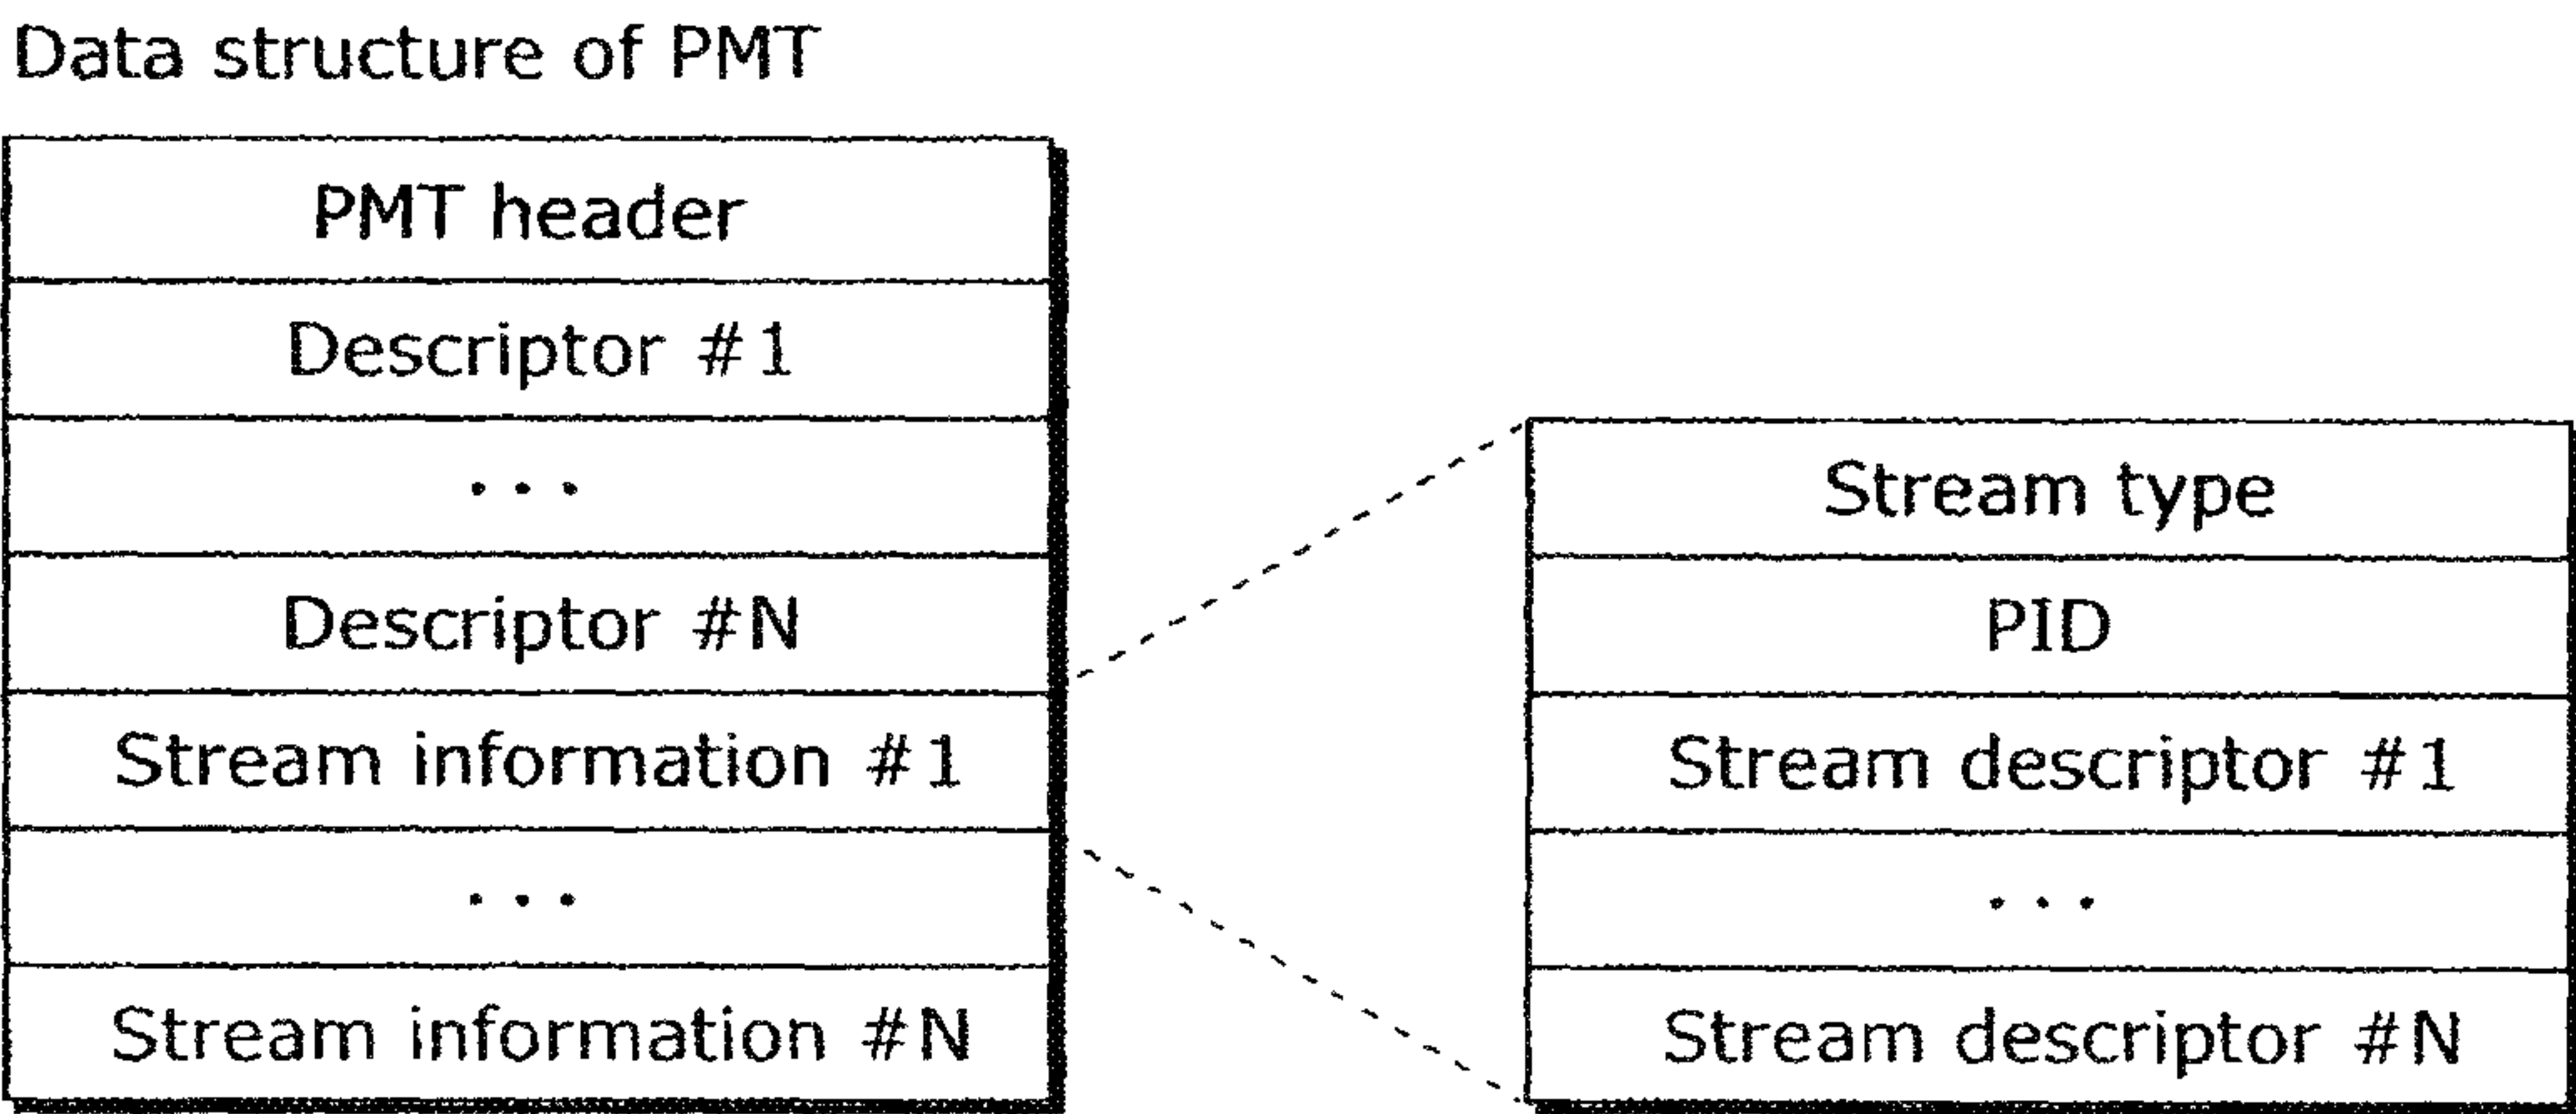 Data structure of PMT
PMT header
Descriptor #1
...
Descriptor #N
Stream information #1
...
Stream information #N
Stream type
PID
Stream descriptor #1
...
Stream descriptor #N